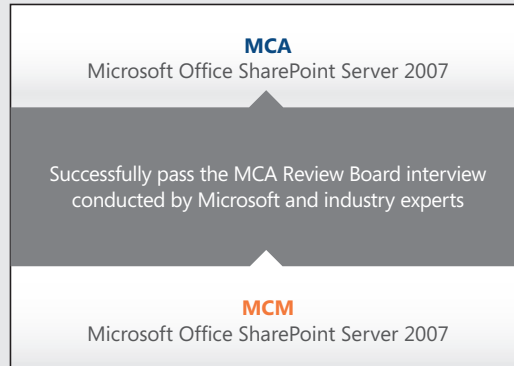 MCA
Microsoft Office SharePoint Server 2007
Successfully pass the MCA Review Board interview
conducted by Microsoft and industry experts
MCM
Microsoft Office SharePoint Server 2007